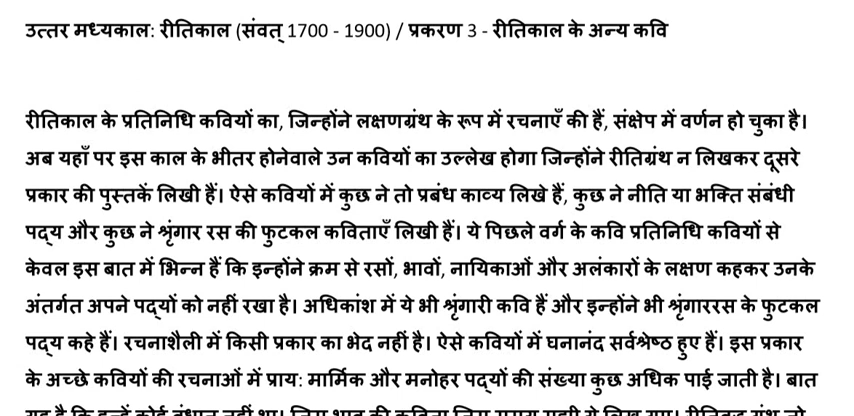 उत्तर मध्यकाल: रीतिकाल (संवत् 1700 - 1900) / प्रकरण 3 - रीतिकाल के अन्य कवि
रीतिकाल के प्रतिनिधि कवियों का, जिन्होंने लक्षणग्रंथ के रूप में रचनाएँ की हैं, संक्षेप में वर्णन हो चुका है।
अब यहाँ पर इस काल के भीतर होनेवाले उन कवियों का उल्लेख होगा जिन्होंने रीतिग्रंथ न लिखकर दूसरे
प्रकार की पुस्तकें लिखी हैं। ऐसे कवियों में कुछ ने तो प्रबंध काव्य लिखे हैं, कुछ ने नीति या भक्ति संबंधी
पद्य और कुछ ने श्रृंगार रस की फुटकल कविताएँ लिखी हैं। ये पिछले वर्ग के कवि प्रतिनिधि कवियों से
केवल इस बात में भिन्न हैं कि इन्होंने क्रम से रसों, भावों, नायिकाओं और अलंकारों के लक्षण कहकर उनके
अंतर्गत अपने पद्यों को नहीं रखा है। अधिकांश में ये भी श्रृंगारी कवि हैं और इन्होंने भी श्रृंगाररस के फुटकल
पद्य कहे हैं। रचनाशैली में किसी प्रकार का भेद नहीं है। ऐसे कवियों में घनानंद सर्वश्रेष्ठ हुए हैं। इस प्रकार
के अच्छे कवियों की रचनाओं में प्राय: मार्मिक और मनोहर पद्यों की संख्या कुछ अधिक पाई जाती है। बात